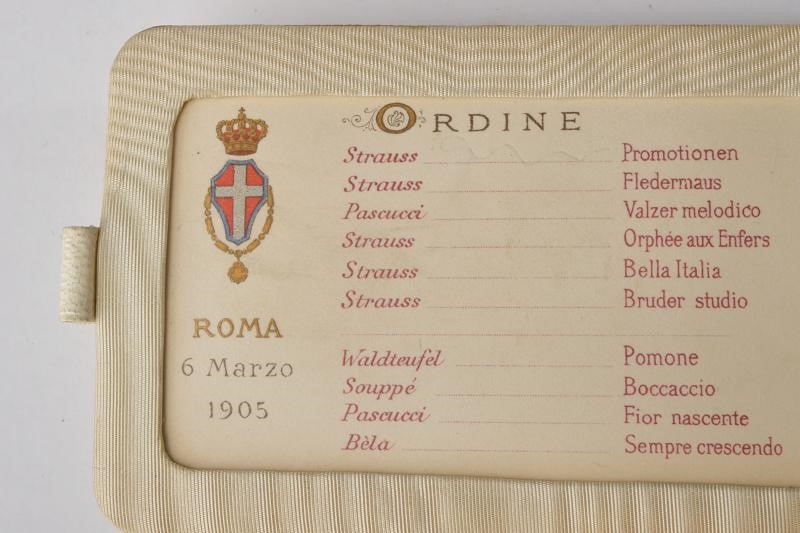 ORDINE
Strauss Promotionen
Strauss Fledermaus
Pascucci Valzer melodico
Strauss Orphée aux Enfers
Strauss Bella Italia
Strauss Bruder studio
Waldteufel Pomone
Souppé Boccaccio
Pascucci Fior nascente
Bèla Sempre crescendo
ROMA
6 Marzo
1905